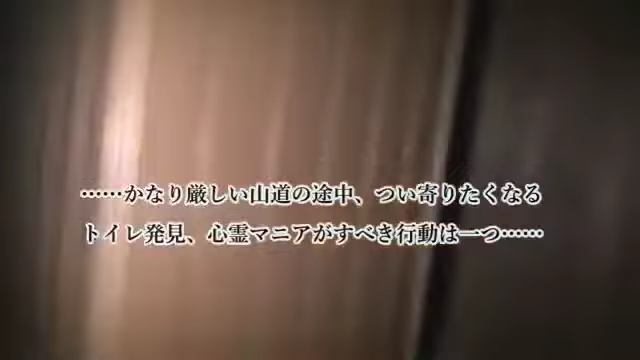 ……かなり厳しい山道の途中、つい寄りたくなる
トイレ発見、心霊マニアがすべき行動は一つ……